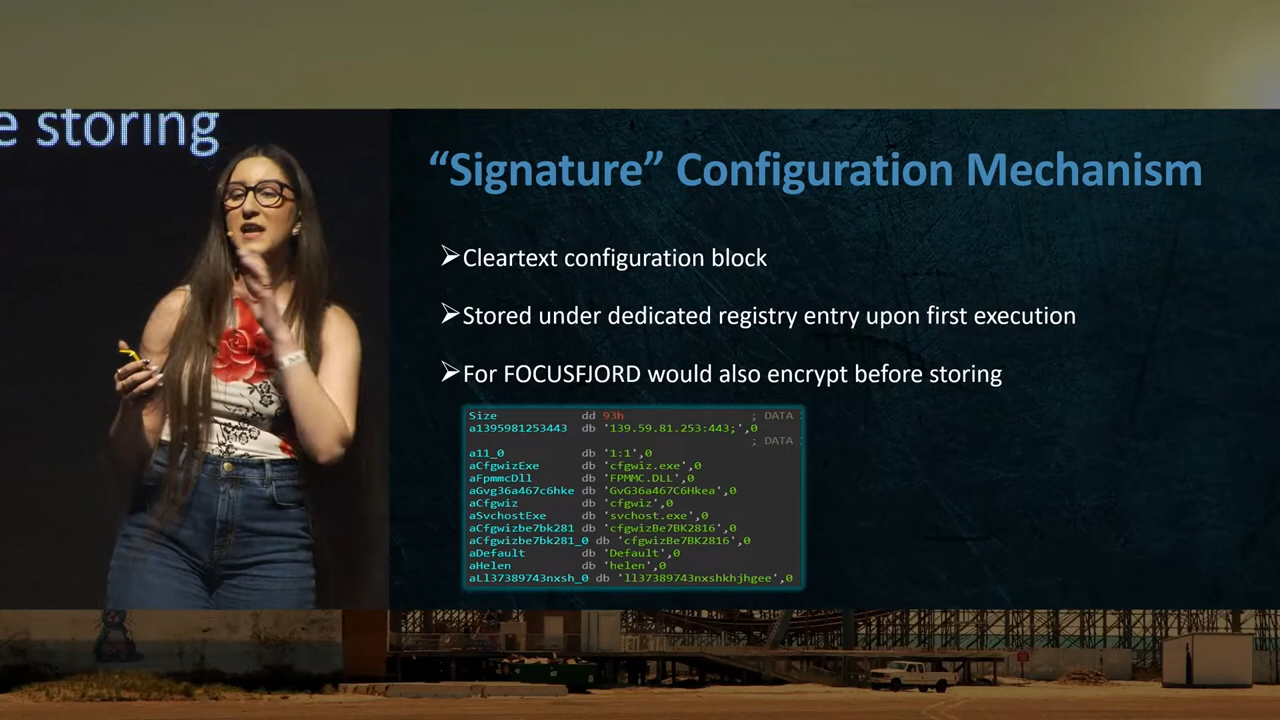 e storing
“Signature” Configuration Mechanism
➢Cleartext configuration block
➢Stored under dedicated registry entry upon first execution
➢For FOCUSFJORD would also encrypt before storing
Size dd 93h ; DATA
a1395981253443 db '139.59.81.253:443;',0
; DATA
a11_0 db '1:1',0
aCfgwizExe db 'cfgwiz.exe',0
aFpmmcDll db 'FPMMC.DLL',0
aGvg36a467c6hke db 'GvG36a467C6Hkea',0
aCfgwiz db 'cfgwiz',0
aSvchostExe db 'svchost.exe',0
aCfgwizbe7bk281 db 'cfgwizBe7BK2816',0
aCfgwizbe7bk281_0 db 'cfgwizBe7BK2816',0
aDefault db 'Default',0
aHelen db 'helen',0
aLl37389743nxsh_0 db 'll37389743nxshkhjhgee',0